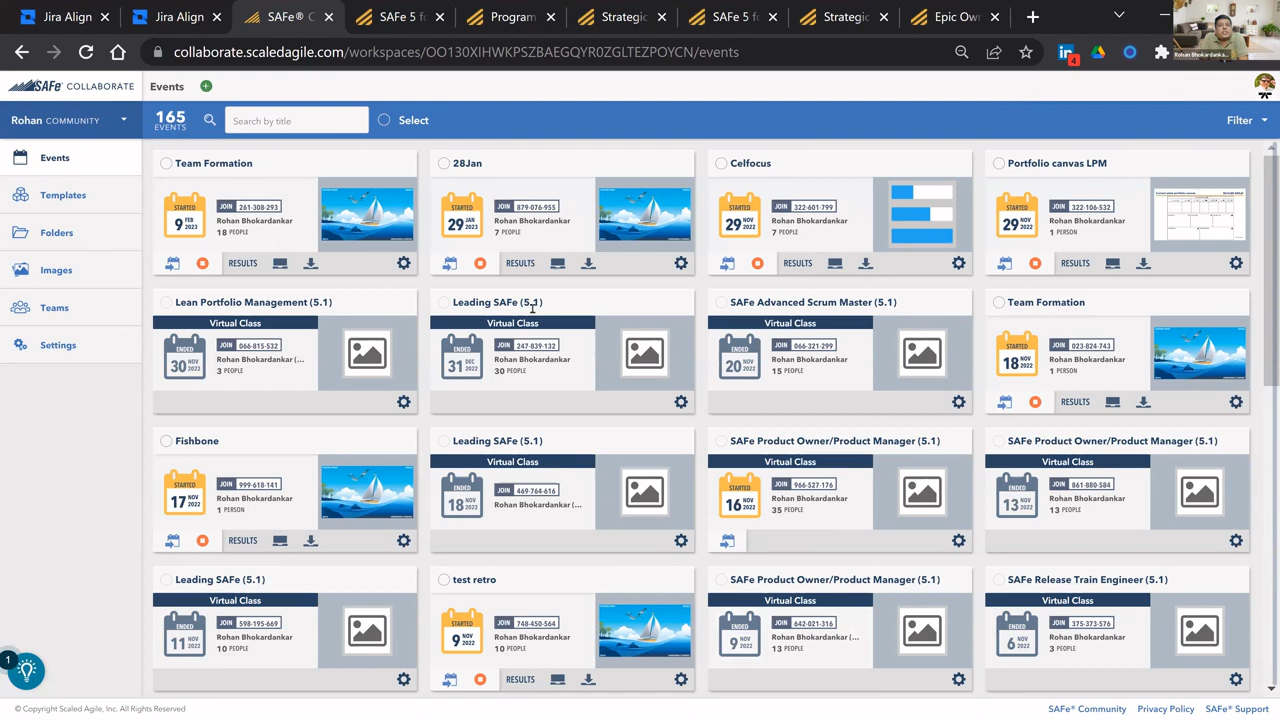 Jira Align
Jira Align
SAFe® C
SAFe 5 f
Program
Strategic
SAFe 5 f
Strategic
Epic Ow
collaborate.scaledagile.com/workspaces/OO130XIHWKPSZBAEGQYR0ZGLTEZPOYCN/events
4
Rohan Bhokardanka...
SAFe® COLLABORATE
Events
Rohan COMMUNITY
165
EVENTS
Search by title
Select
Filter
Events
Templates
Folders
Images
Teams
Settings
Team Formation
STARTED
9 FEB
2023
JOIN 261-308-293
Rohan Bhokardankar
18 PEOPLE
RESULTS
28Jan
STARTED
29 JAN
2023
JOIN 879-076-955
Rohan Bhokardankar
7 PEOPLE
RESULTS
Celfocus
STARTED
29 NOV
2022
JOIN 322-601-799
Rohan Bhokardankar
7 PEOPLE
RESULTS
Portfolio canvas LPM
STARTED
29 NOV
2022
JOIN 322-106-532
Rohan Bhokardankar
1 PERSON
RESULTS
Lean Portfolio Management (5.1)
Virtual Class
ENDED
30 NOV
2022
JOIN 066-815-532
Rohan Bhokardankar (...
3 PEOPLE
Leading SAFe (5.1)
Virtual Class
ENDED
31 DEC
2022
JOIN 247-839-132
Rohan Bhokardankar
30 PEOPLE
SAFe Advanced Scrum Master (5.1)
Virtual Class
ENDED
20 NOV
2022
JOIN 066-321-299
Rohan Bhokardankar
15 PEOPLE
Team Formation
STARTED
18 NOV
2022
JOIN 023-824-743
Rohan Bhokardankar
1 PERSON
RESULTS
Fishbone
STARTED
17 NOV
2022
JOIN 999-618-141
Rohan Bhokardankar
1 PERSON
RESULTS
Leading SAFe (5.1)
Virtual Class
ENDED
18 NOV
2022
JOIN 469-764-616
Rohan Bhokardankar (...
SAFe Product Owner/Product Manager (5.1)
Virtual Class
STARTED
16 NOV
2022
JOIN 966-527-176
Rohan Bhokardankar
35 PEOPLE
SAFe Product Owner/Product Manager (5.1)
Virtual Class
ENDED
13 NOV
2022
JOIN 861-880-584
Rohan Bhokardankar
13 PEOPLE
Leading SAFe (5.1)
Virtual Class
ENDED
11 NOV
2022
JOIN 598-195-669
Rohan Bhokardankar
10 PEOPLE
test retro
STARTED
9 NOV
2022
JOIN 748-450-564
Rohan Bhokardankar
10 PEOPLE
RESULTS
SAFe Product Owner/Product Manager (5.1)
Virtual Class
ENDED
9 NOV
2022
JOIN 642-021-316
Rohan Bhokardankar (...
13 PEOPLE
SAFe Release Train Engineer (5.1)
Virtual Class
ENDED
6 NOV
2022
JOIN 375-373-576
Rohan Bhokardankar
3 PEOPLE
1
© Copyright Scaled Agile, Inc. All Rights Reserved
SAFe® Community
Privacy Policy
SAFe® Support